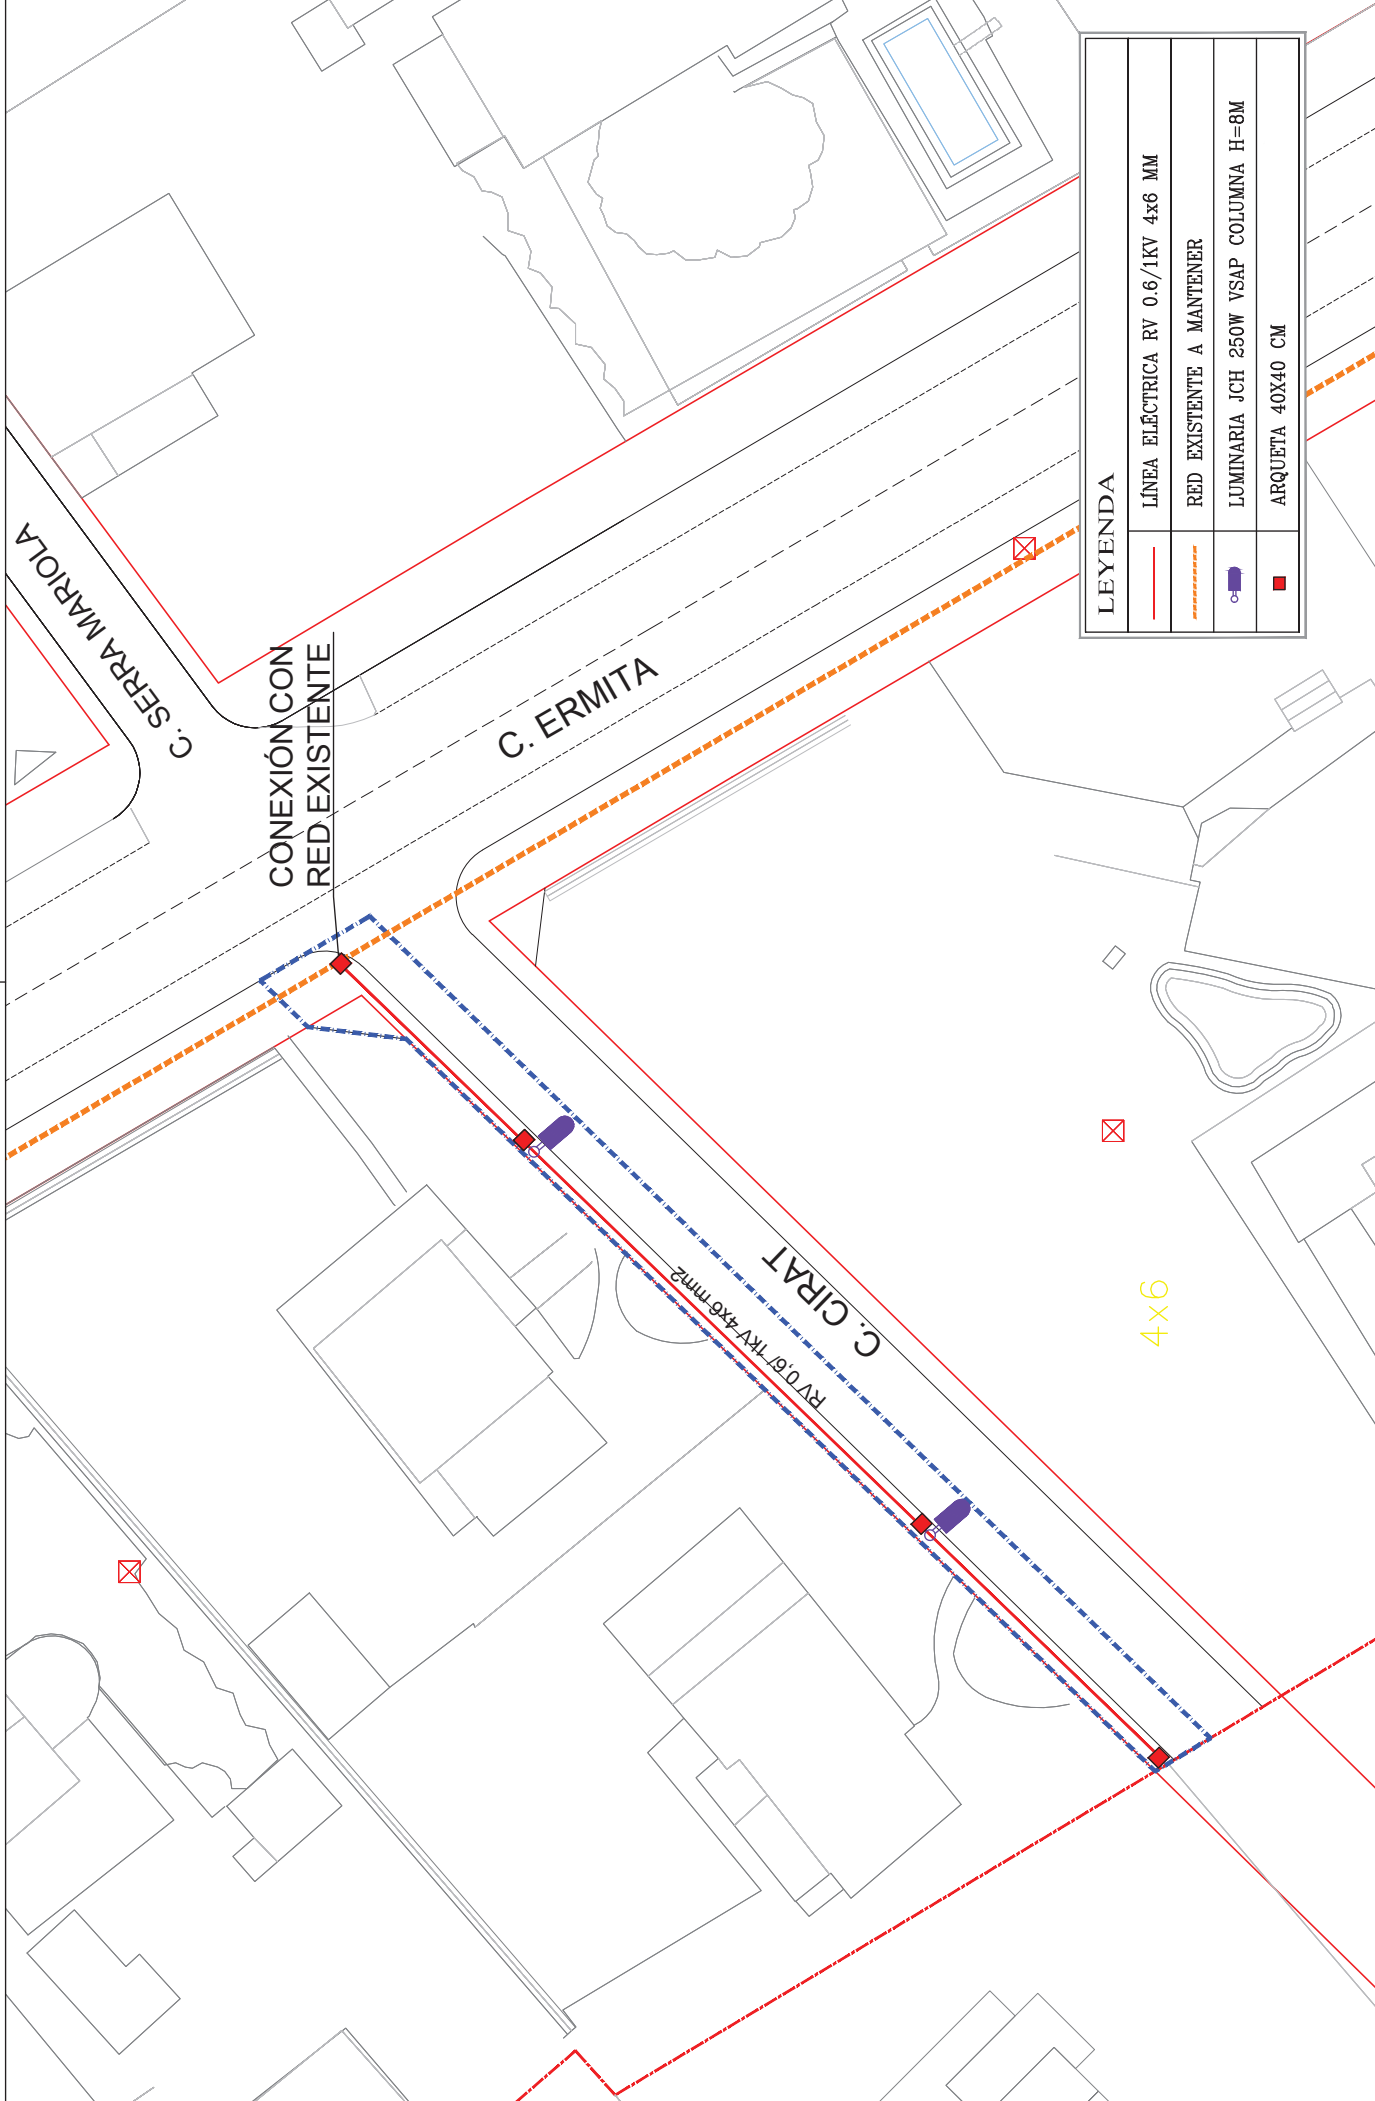 C. SERRA MARIOLA
CONEXIÓN CON
RED EXISTENTE
C. ERMITA
C. CIRAT
RV 0,6/ 1kV 4x6 mm2
4x6
LEYENDA
LÍNEA ELÉCTRICA RV 0.6/1KV 4x6 MM
RED EXISTENTE A MANTENER
LUMINARIA JCH 250W VSAP COLUMNA H=8M
ARQUETA 40X40 CM